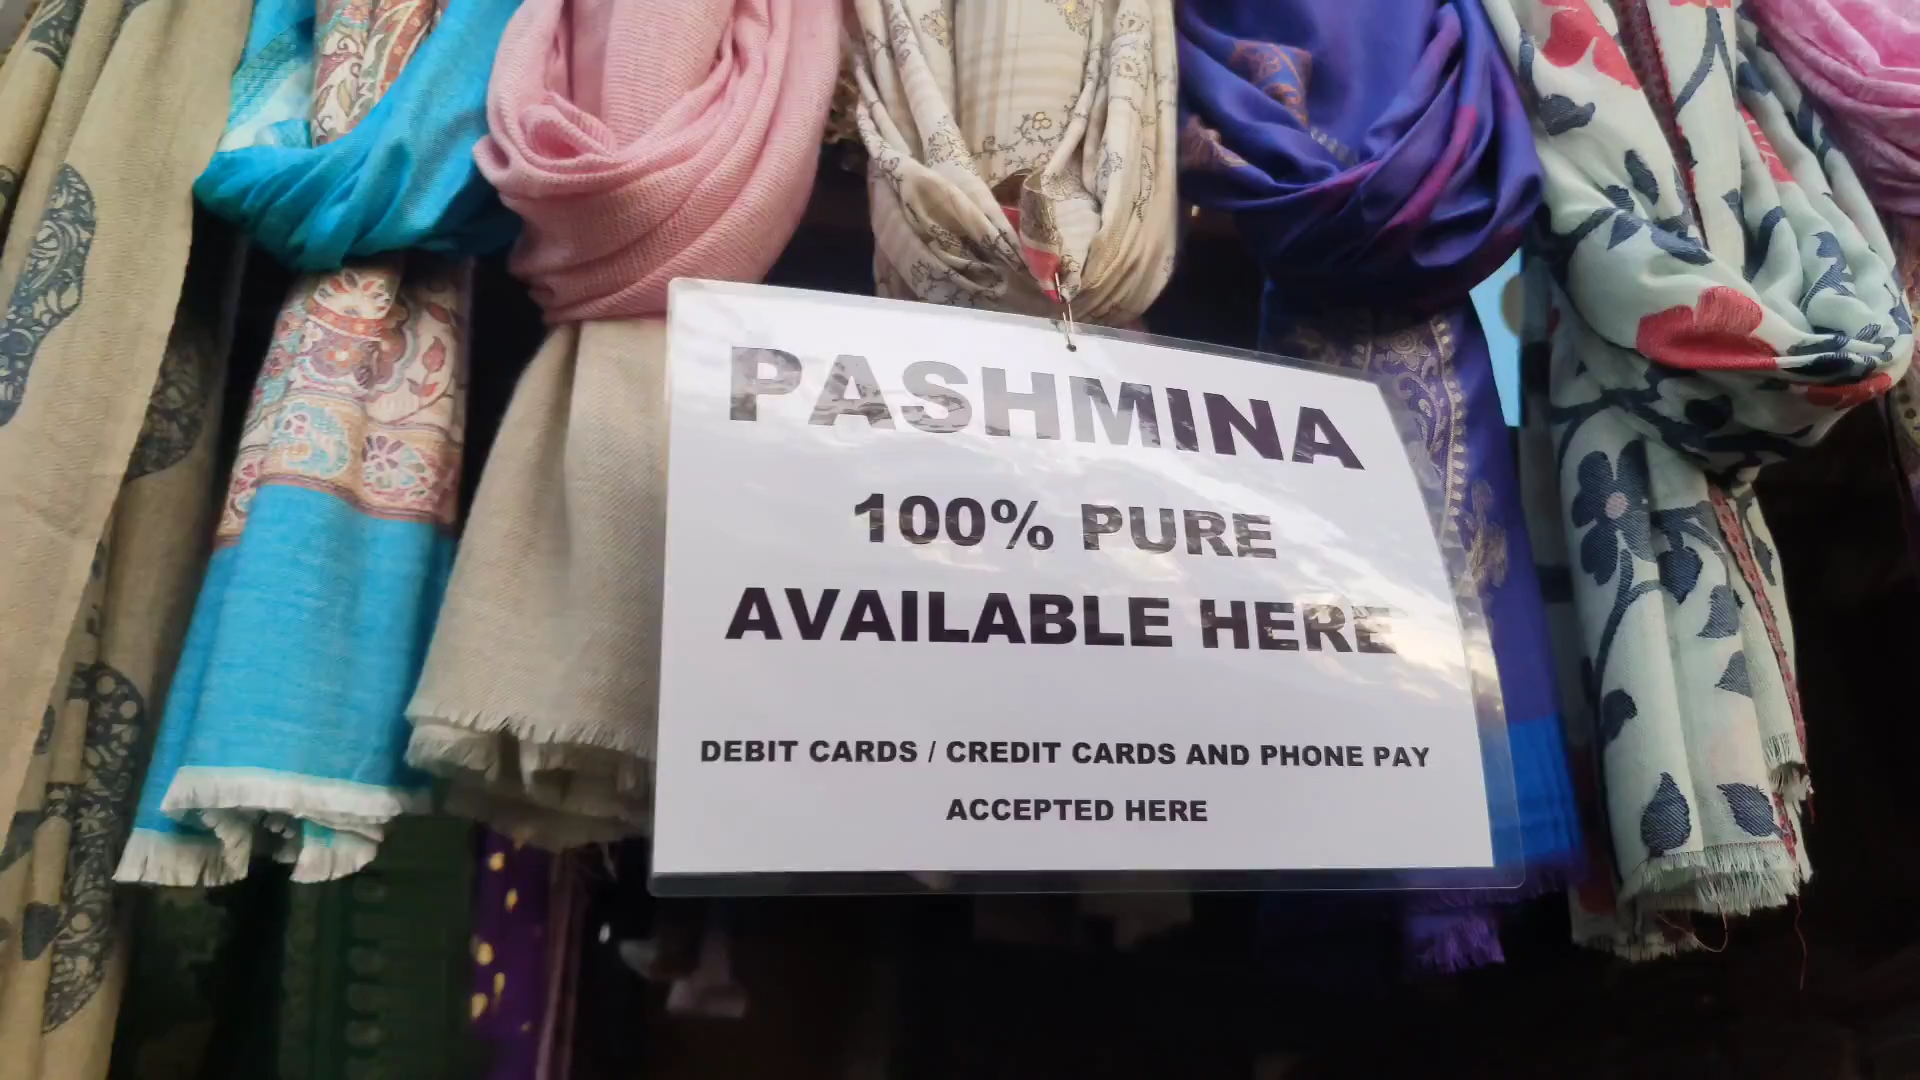 PASHMINA
100% PURE
AVAILABLE HERE
DEBIT CARDS / CREDIT CARDS AND PHONE PAY
ACCEPTED HERE